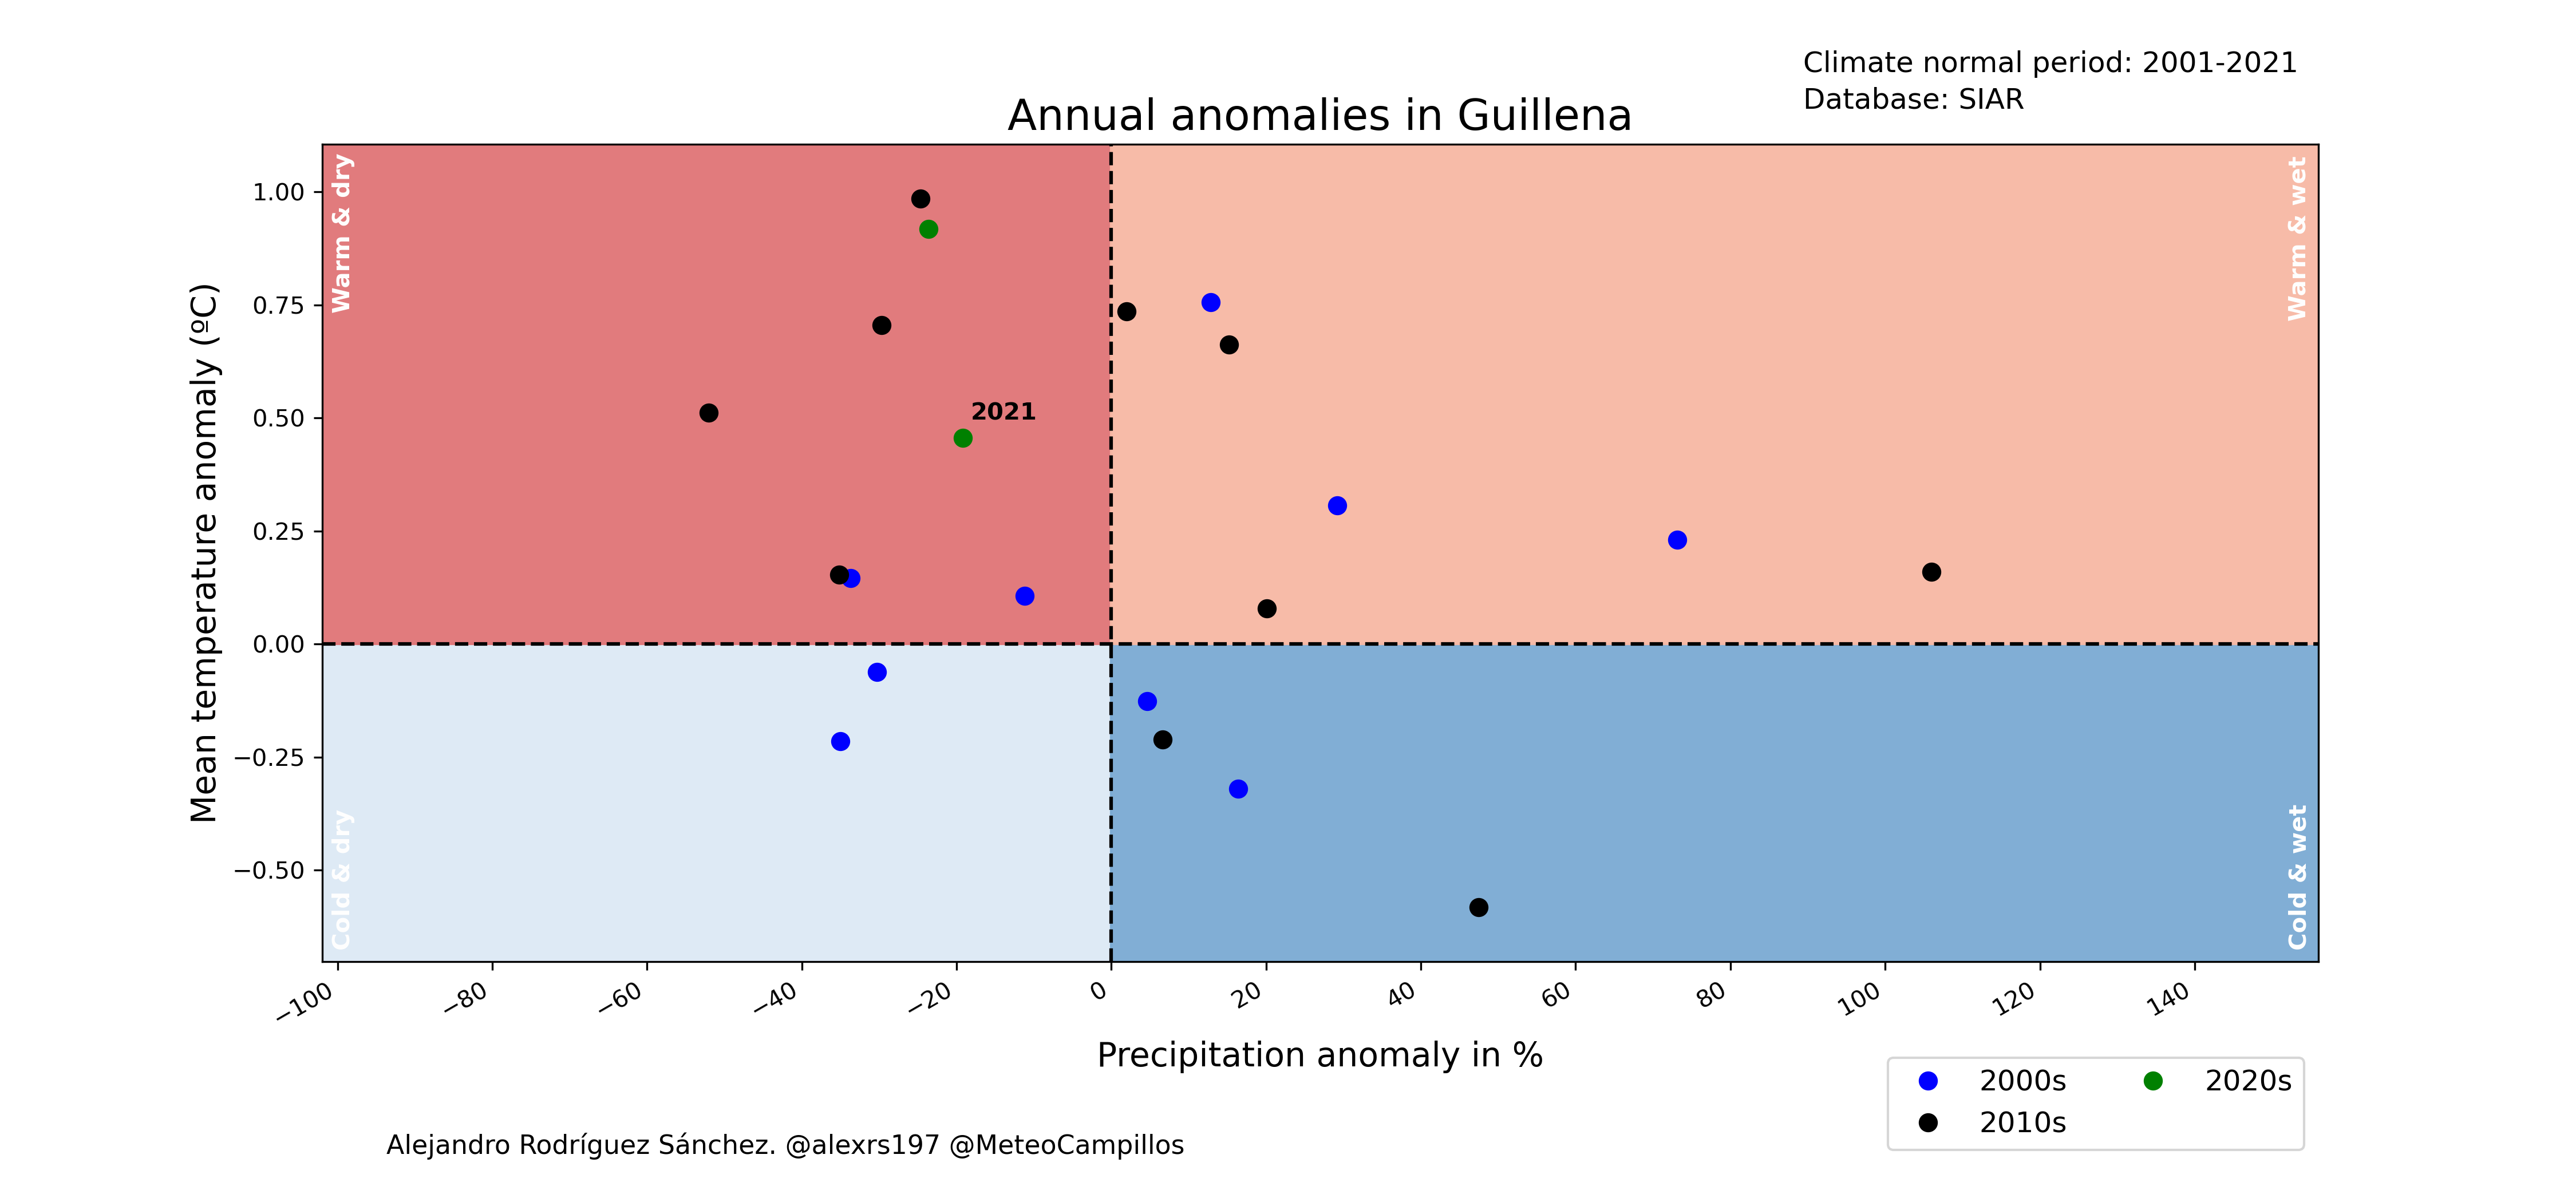 Climate normal period: 2001-2021
Database: SIAR
Annual anomalies in Guillena
Warm & dry
Warm & wet
Cold & dry
Cold & wet
2021
Mean temperature anomaly (ºC)
1.00
0.75
0.50
0.25
0.00
−0.25
−0.50
−100
−80
−60
−40
−20
0
20
40
60
80
100
120
140
Precipitation anomaly in %
2000s
2010s
2020s
Alejandro Rodríguez Sánchez. @alexrs197 @MeteoCampillos